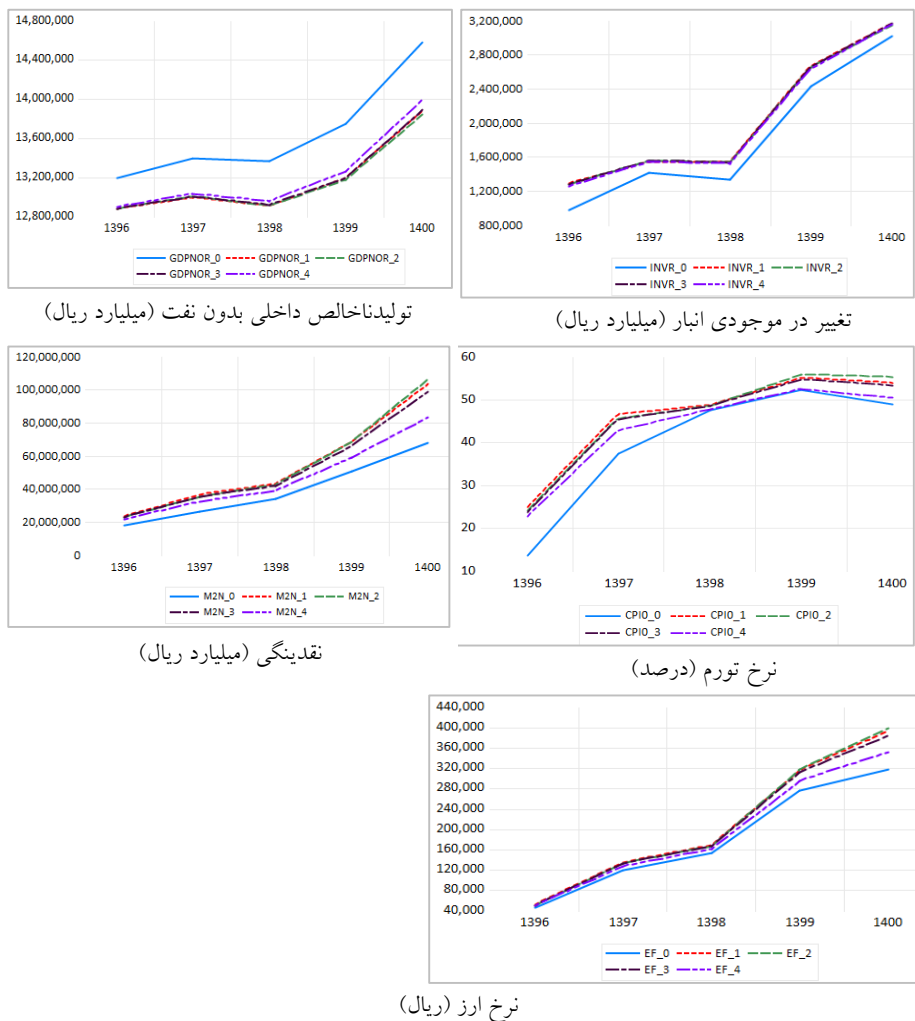 14,800,000
14,400,000
14,000,000
13,600,000
13,200,000
12,800,000
1396 1397 1398 1399 1400
GDPNOR_0 GDPNOR_1 GDPNOR_2
GDPNOR_3 GDPNOR_4
تولیدناخالص داخلی بدون نفت (میلیارد ریال)
3,200,000
2,800,000
2,400,000
2,000,000
1,600,000
1,200,000
800,000
1396 1397 1398 1399 1400
INVR_0 INVR_1 INVR_2
INVR_3 INVR_4
تغییر در موجودی انبار (میلیارد ریال)
120,000,000
100,000,000
80,000,000
60,000,000
40,000,000
20,000,000
0
1396 1397 1398 1399 1400
M2N_0 M2N_1 M2N_2
M2N_3 M2N_4
نقدینگی (میلیارد ریال)
60
50
40
30
20
10
1396 1397 1398 1399 1400
CPI0_0 CPI0_1 CPI0_2
CPI0_3 CPI0_4
نرخ تورم (درصد)
440,000
400,000
360,000
320,000
280,000
240,000
200,000
160,000
120,000
80,000
40,000
1396 1397 1398 1399 1400
EF_0 EF_1 EF_2
EF_3 EF_4
نرخ ارز (ریال)